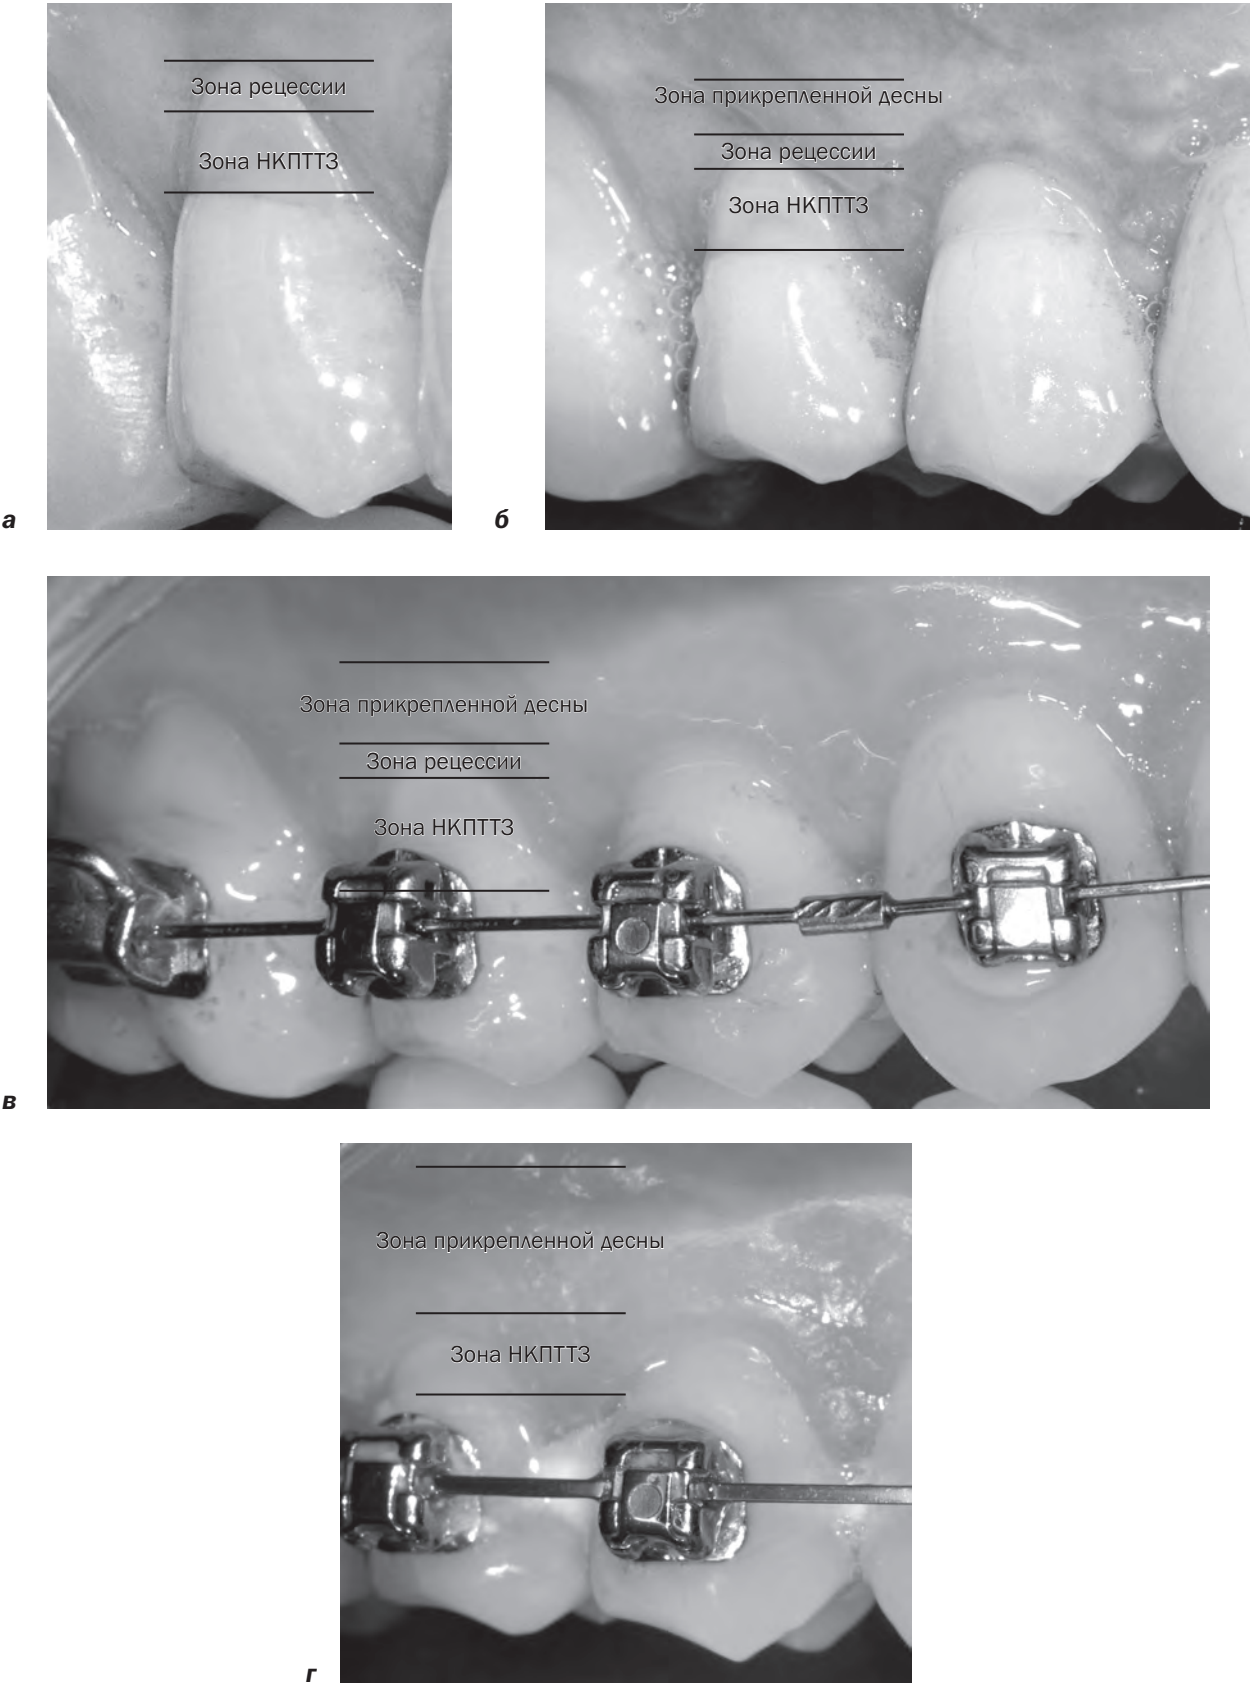 Зона рецессии
Зона НКПТТЗ
а
Зона прикрепленной десны
Зона рецессии
Зона НКПТТЗ
б
Зона прикрепленной десны
Зона рецессии
Зона НКПТТЗ
в
Зона прикрепленной десны
Зона НКПТТЗ
г